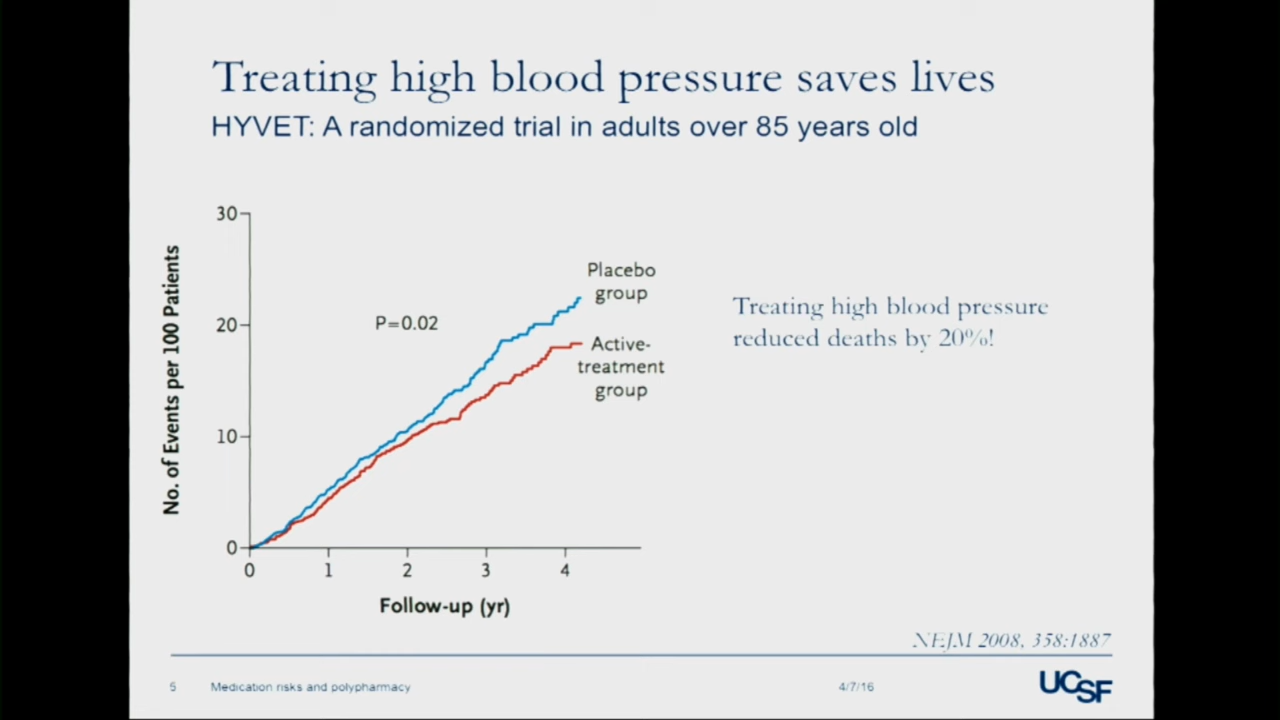 Treating high blood pressure saves lives
HYVET: A randomized trial in adults over 85 years old
No. of Events per 100 Patients
30
20
10
0
P=0.02
Placebo
group
Active-
treatment
group
0 1 2 3 4
Follow-up (yr)
Treating high blood pressure
reduced deaths by 20%!
NEJM 2008, 358:1887
5 Medication risks and polypharmacy 4/7/16
UCSF